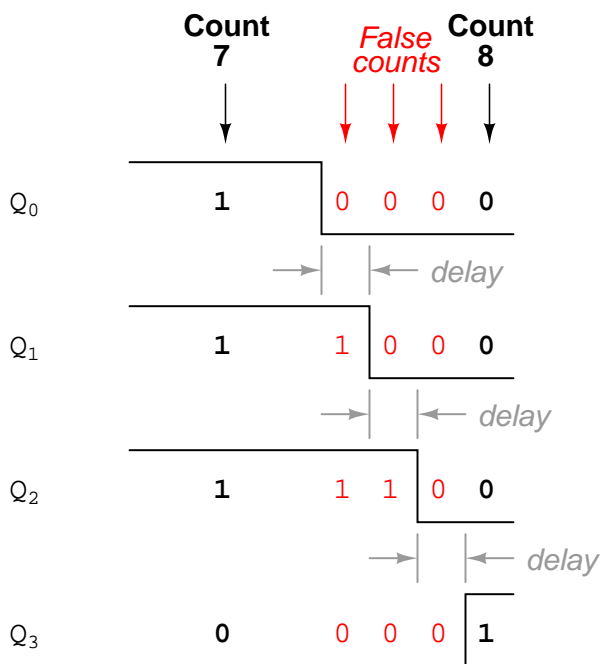 Count 7
False counts
Count 8
Q0 1 0 0 0 0
delay
Q1 1 1 0 0 0
delay
Q2 1 1 1 0 0
delay
Q3 0 0 0 0 1